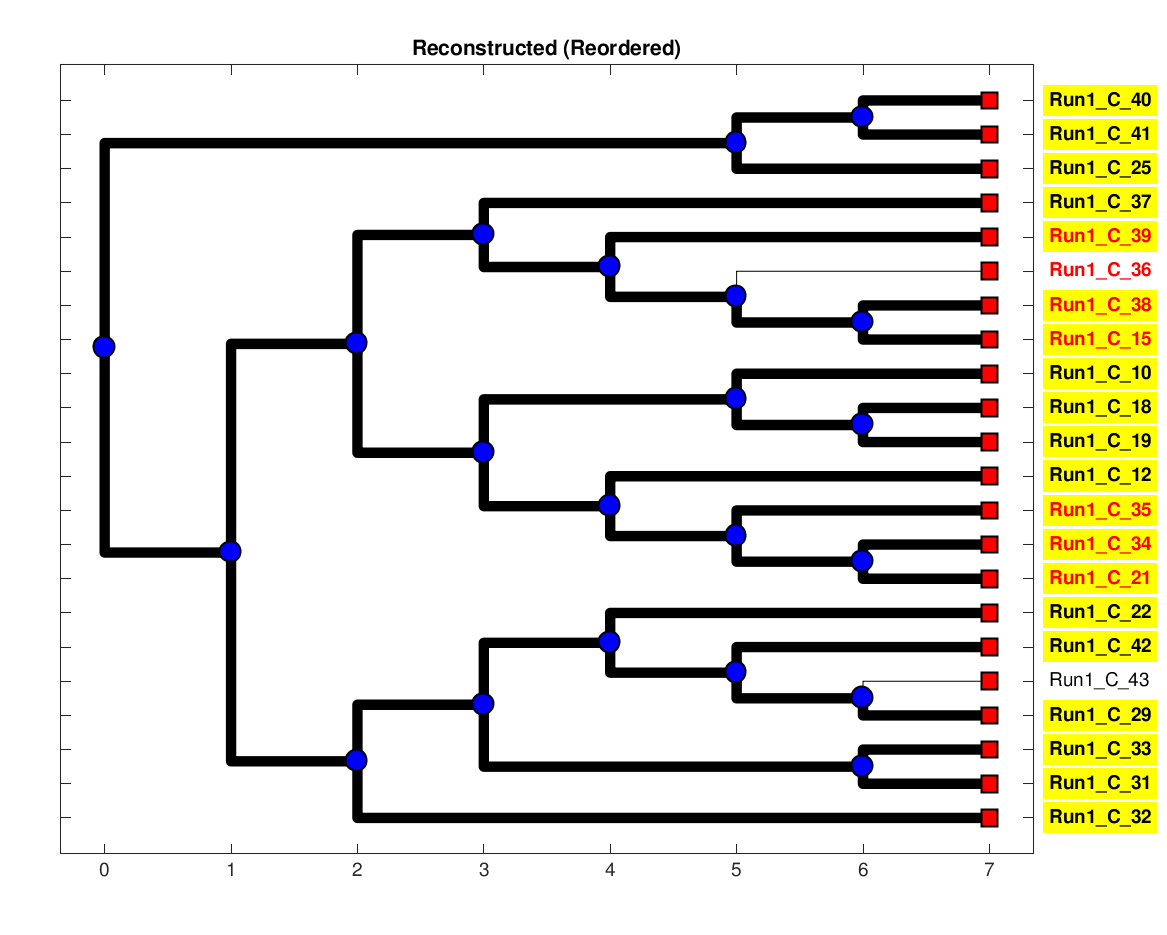 Reconstructed (Reordered)
Run1_C_40
Run1_C_41
Run1_C_25
Run1_C_37
Run1_C_39
Run1_C_36
Run1_C_38
Run1_C_15
Run1_C_10
Run1_C_18
Run1_C_19
Run1_C_12
Run1_C_35
Run1_C_34
Run1_C_21
Run1_C_22
Run1_C_42
Run1_C_43
Run1_C_29
Run1_C_33
Run1_C_31
Run1_C_32
0 1 2 3 4 5 6 7